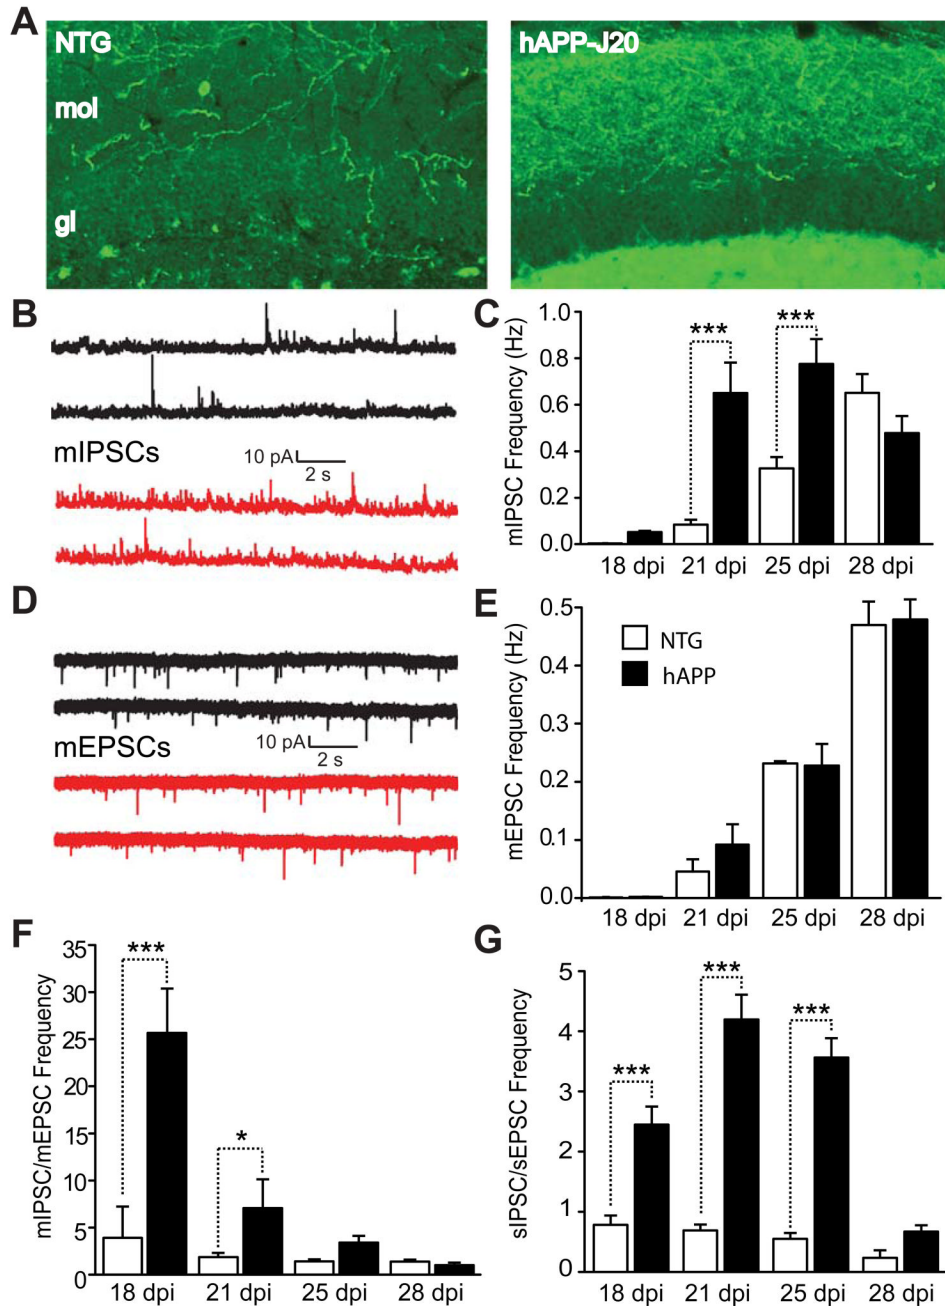 A
NTG
mol
gl
hAPP-J20
B
mIPSCs
10 pA
2 s
C
mIPSC Frequency (Hz)
1.0
0.8
0.6
0.4
0.2
0.0
***
***
18 dpi 21 dpi 25 dpi 28 dpi
D
mEPSCs
10 pA
2 s
E
mEPSC Frequency (Hz)
0.5
0.4
0.3
0.2
0.1
0.0
NTG
hAPP
18 dpi 21 dpi 25 dpi 28 dpi
F
mIPSC/mEPSC Frequency
35
30
25
20
15
10
5
0
***
*
18 dpi 21 dpi 25 dpi 28 dpi
G
sIPSC/sEPSC Frequency
5
4
3
2
1
0
***
***
***
18 dpi 21 dpi 25 dpi 28 dpi